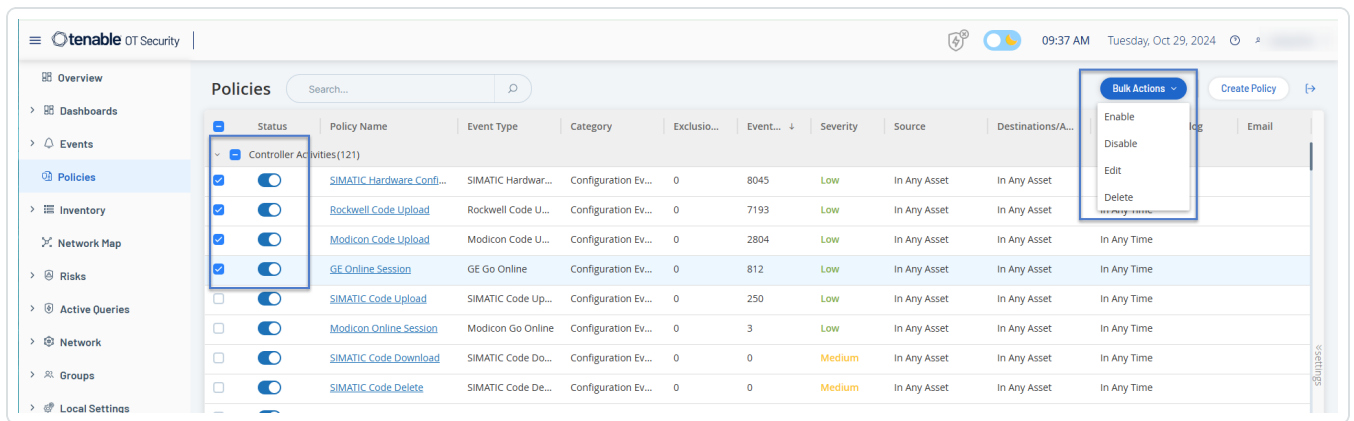 tenable OT Security
09:37 AM Tuesday, Oct 29, 2024
Overview
Dashboards
Events
Policies
Inventory
Network Map
Risks
Active Queries
Network
Groups
Local Settings
Policies Search... Bulk Actions Create Policy
Enable
Disable
Edit
Delete
Status Policy Name Event Type Category Exclusio... Event... ↓ Severity Source Destinations/A... Email
Controller Activities (121)
SIMATIC Hardware Confi... SIMATIC Hardwar... Configuration Ev... 0 8045 Low In Any Asset In Any Asset
Rockwell Code Upload Rockwell Code U... Configuration Ev... 0 7193 Low In Any Asset In Any Asset In Any Time
Modicon Code Upload Modicon Code U... Configuration Ev... 0 2804 Low In Any Asset In Any Asset In Any Time
GE Online Session GE Go Online Configuration Ev... 0 812 Low In Any Asset In Any Asset In Any Time
SIMATIC Code Upload SIMATIC Code Up... Configuration Ev... 0 250 Low In Any Asset In Any Asset In Any Time
Modicon Online Session Modicon Go Online Configuration Ev... 0 3 Low In Any Asset In Any Asset In Any Time
SIMATIC Code Download SIMATIC Code Do... Configuration Ev... 0 0 Medium In Any Asset In Any Asset In Any Time
SIMATIC Code Delete SIMATIC Code De... Configuration Ev... 0 0 Medium In Any Asset In Any Asset In Any Time
«settings